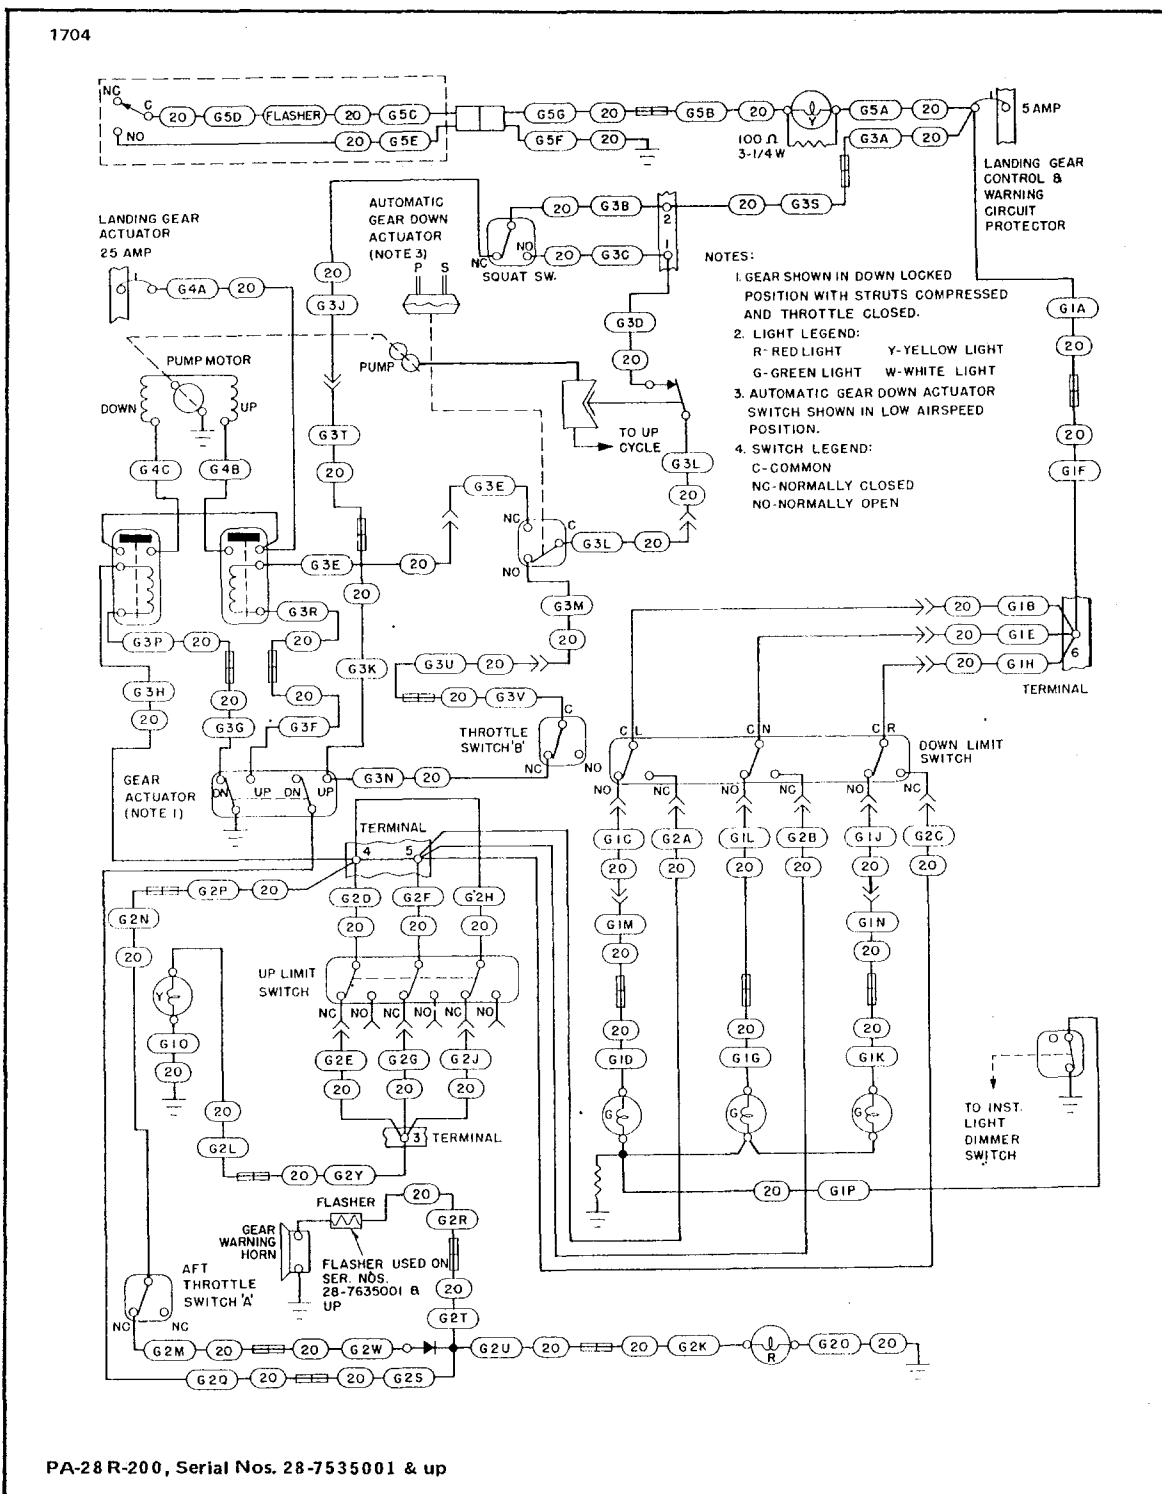 1704
NC
C
20
G5D
FLASHER
20
G5C
G5G
20
G5B
20
Y
G5A
20
5 AMP
NO
20
G5E
G5F
20
100 Ω
3-1/4 W
G3A
20
LANDING GEAR
CONTROL &
WARNING
CIRCUIT
PROTECTOR
LANDING GEAR
ACTUATOR
25 AMP
G4A
20
AUTOMATIC
GEAR DOWN
ACTUATOR
(NOTE 3)
P S
20
G3J
20
G3B
2
20
G3S
NC
NO
20
G3C
1
SQUAT SW.
NOTES:
1. GEAR SHOWN IN DOWN LOCKED
POSITION WITH STRUTS COMPRESSED
AND THROTTLE CLOSED.
2. LIGHT LEGEND:
R-RED LIGHT Y-YELLOW LIGHT
G-GREEN LIGHT W-WHITE LIGHT
3. AUTOMATIC GEAR DOWN ACTUATOR
SWITCH SHOWN IN LOW AIRSPEED
POSITION.
4. SWITCH LEGEND:
C-COMMON
NC-NORMALLY CLOSED
NO-NORMALLY OPEN
G1A
20
20
G1F
G3D
20
PUMP MOTOR
PUMP
DOWN
UP
TO UP
CYCLE
G3T
20
G4C
G4B
G3L
20
G3E
NC
C
G3L
20
NO
G3E
20
20
G3M
20
G3R
20
G3P
20
G3K
G3U
20
20
G3V
G3H
20
20
G3G
20
G3F
20
G1B
20
G1E
20
G1H
6
TERMINAL
THROTTLE
SWITCH 'B'
C
NC
NO
C L
C N
C R
DOWN LIMIT
SWITCH
NO
NC
NO
NC
NO
NC
GEAR
ACTUATOR
(NOTE 1)
DN
UP
DN
UP
G3N
20
TERMINAL
4
5
G1C
G2A
G1L
G2B
G1J
G2C
20
20
20
20
20
20
G2P
20
G2D
G2F
G2H
G2N
20
20
20
20
G1M
20
G1N
20
UP LIMIT
SWITCH
NC
NO
NC
NO
NC
NO
Y
G1Q
20
G2E
G2G
G2J
20
20
20
20
G1D
20
G1G
20
G1K
20
G2L
3
TERMINAL
G
G
G
TO INST.
LIGHT
DIMMER
SWITCH
20
G2Y
20
G1P
FLASHER
20
G2R
GEAR
WARNING
HORN
FLASHER USED ON
SER. NOS.
28-7635001 &
UP
20
G2T
AFT
THROTTLE
SWITCH 'A'
NC
NC
G2M
20
20
G2W
G2U
20
20
G2K
R
G2O
20
G2Q
20
20
G2S
PA-28R-200, Serial Nos. 28-7535001 & up